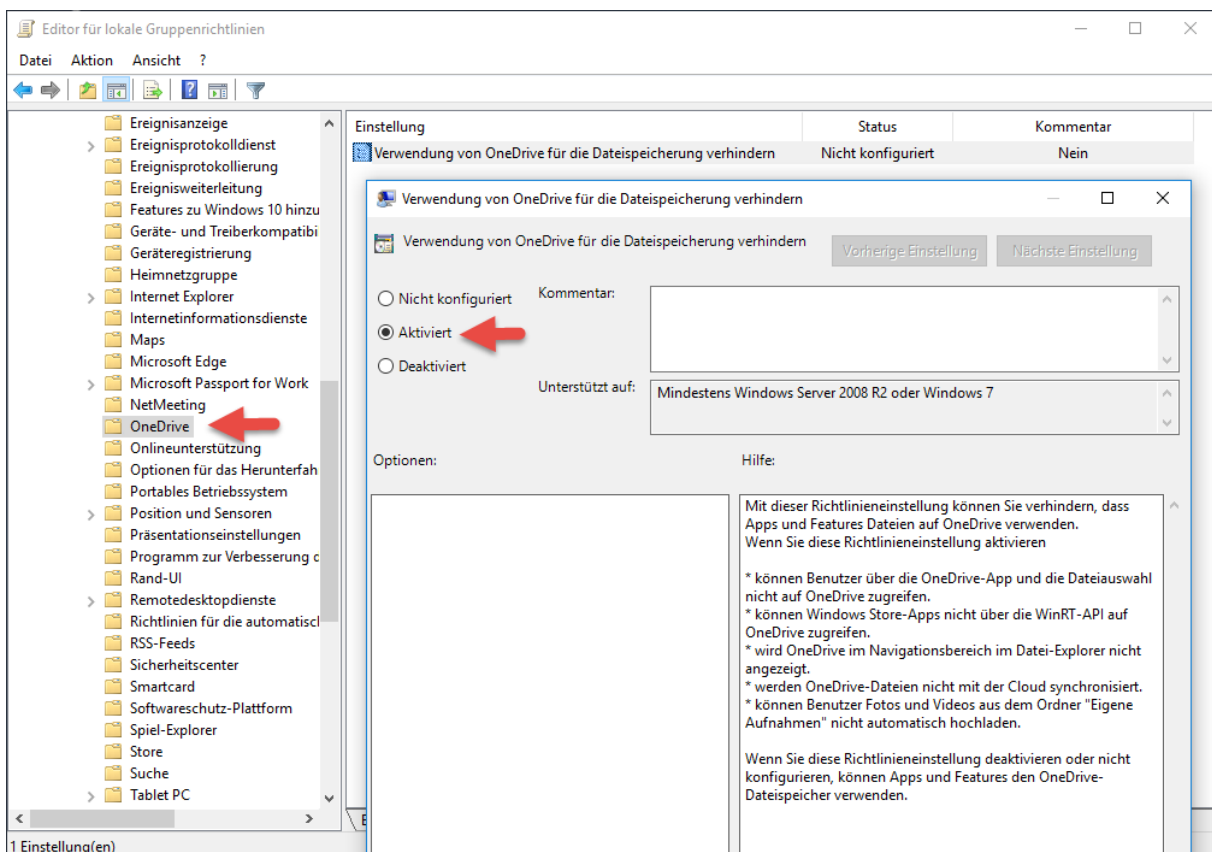 Editor für lokale Gruppenrichtlinien
Datei Aktion Ansicht ?
Ereignisanzeige
Ereignisprotokolldienst
Ereignisprotokollierung
Ereignisweiterleitung
Features zu Windows 10 hinzu
Geräte- und Treiberkompatibi
Geräteregistrierung
Heimnetzgruppe
Internet Explorer
Internetinformationsdienste
Maps
Microsoft Edge
Microsoft Passport for Work
NetMeeting
OneDrive
Onlineunterstützung
Optionen für das Herunterfah
Portables Betriebssystem
Position und Sensoren
Präsentationseinstellungen
Programm zur Verbesserung d
Rand-UI
Remotedesktopdienste
Richtlinien für die automatiscl
RSS-Feeds
Sicherheitscenter
Smartcard
Softwareschutz-Plattform
Spiel-Explorer
Store
Suche
Tablet PC
1 Einstellung(en)
Einstellung Status Kommentar
Verwendung von OneDrive für die Dateispeicherung verhindern Nicht konfiguriert Nein
Verwendung von OneDrive für die Dateispeicherung verhindern
Verwendung von OneDrive für die Dateispeicherung verhindern
Vorherige Einstellung Nächste Einstellung
Nicht konfiguriert
Aktiviert
Deaktiviert
Kommentar:
Unterstützt auf: Mindestens Windows Server 2008 R2 oder Windows 7
Optionen: Hilfe:
Mit dieser Richtlinieneinstellung können Sie verhindern, dass
Apps und Features Dateien auf OneDrive verwenden.
Wenn Sie diese Richtlinieneinstellung aktivieren
* können Benutzer über die OneDrive-App und die Dateiauswahl
nicht auf OneDrive zugreifen.
* können Windows Store-Apps nicht über die WinRT-API auf
OneDrive zugreifen.
* wird OneDrive im Navigationsbereich im Datei-Explorer nicht
angezeigt.
* werden OneDrive-Dateien nicht mit der Cloud synchronisiert.
* können Benutzer Fotos und Videos aus dem Ordner "Eigene
Aufnahmen" nicht automatisch hochladen.
Wenn Sie diese Richtlinieneinstellung deaktivieren oder nicht
konfigurieren, können Apps und Features den OneDrive-
Dateispeicher verwenden.